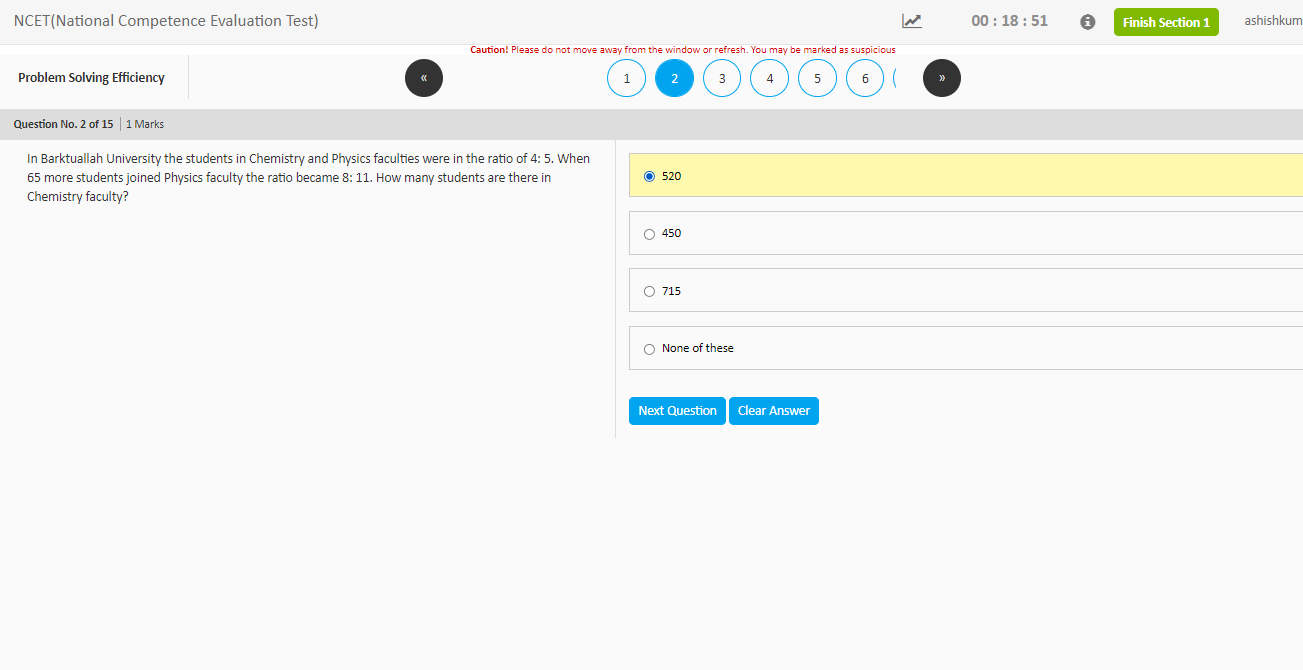 NCET(National Competence Evaluation Test)
00 : 18 : 51
Finish Section 1
ashishkum
Caution! Please do not move away from the window or refresh. You may be marked as suspicious
Problem Solving Efficiency
«
1
2
3
4
5
6
»
Question No. 2 of 15
1 Marks
In Barktuallah University the students in Chemistry and Physics faculties were in the ratio of 4: 5. When
65 more students joined Physics faculty the ratio became 8: 11. How many students are there in
Chemistry faculty?
520
450
715
None of these
Next Question
Clear Answer